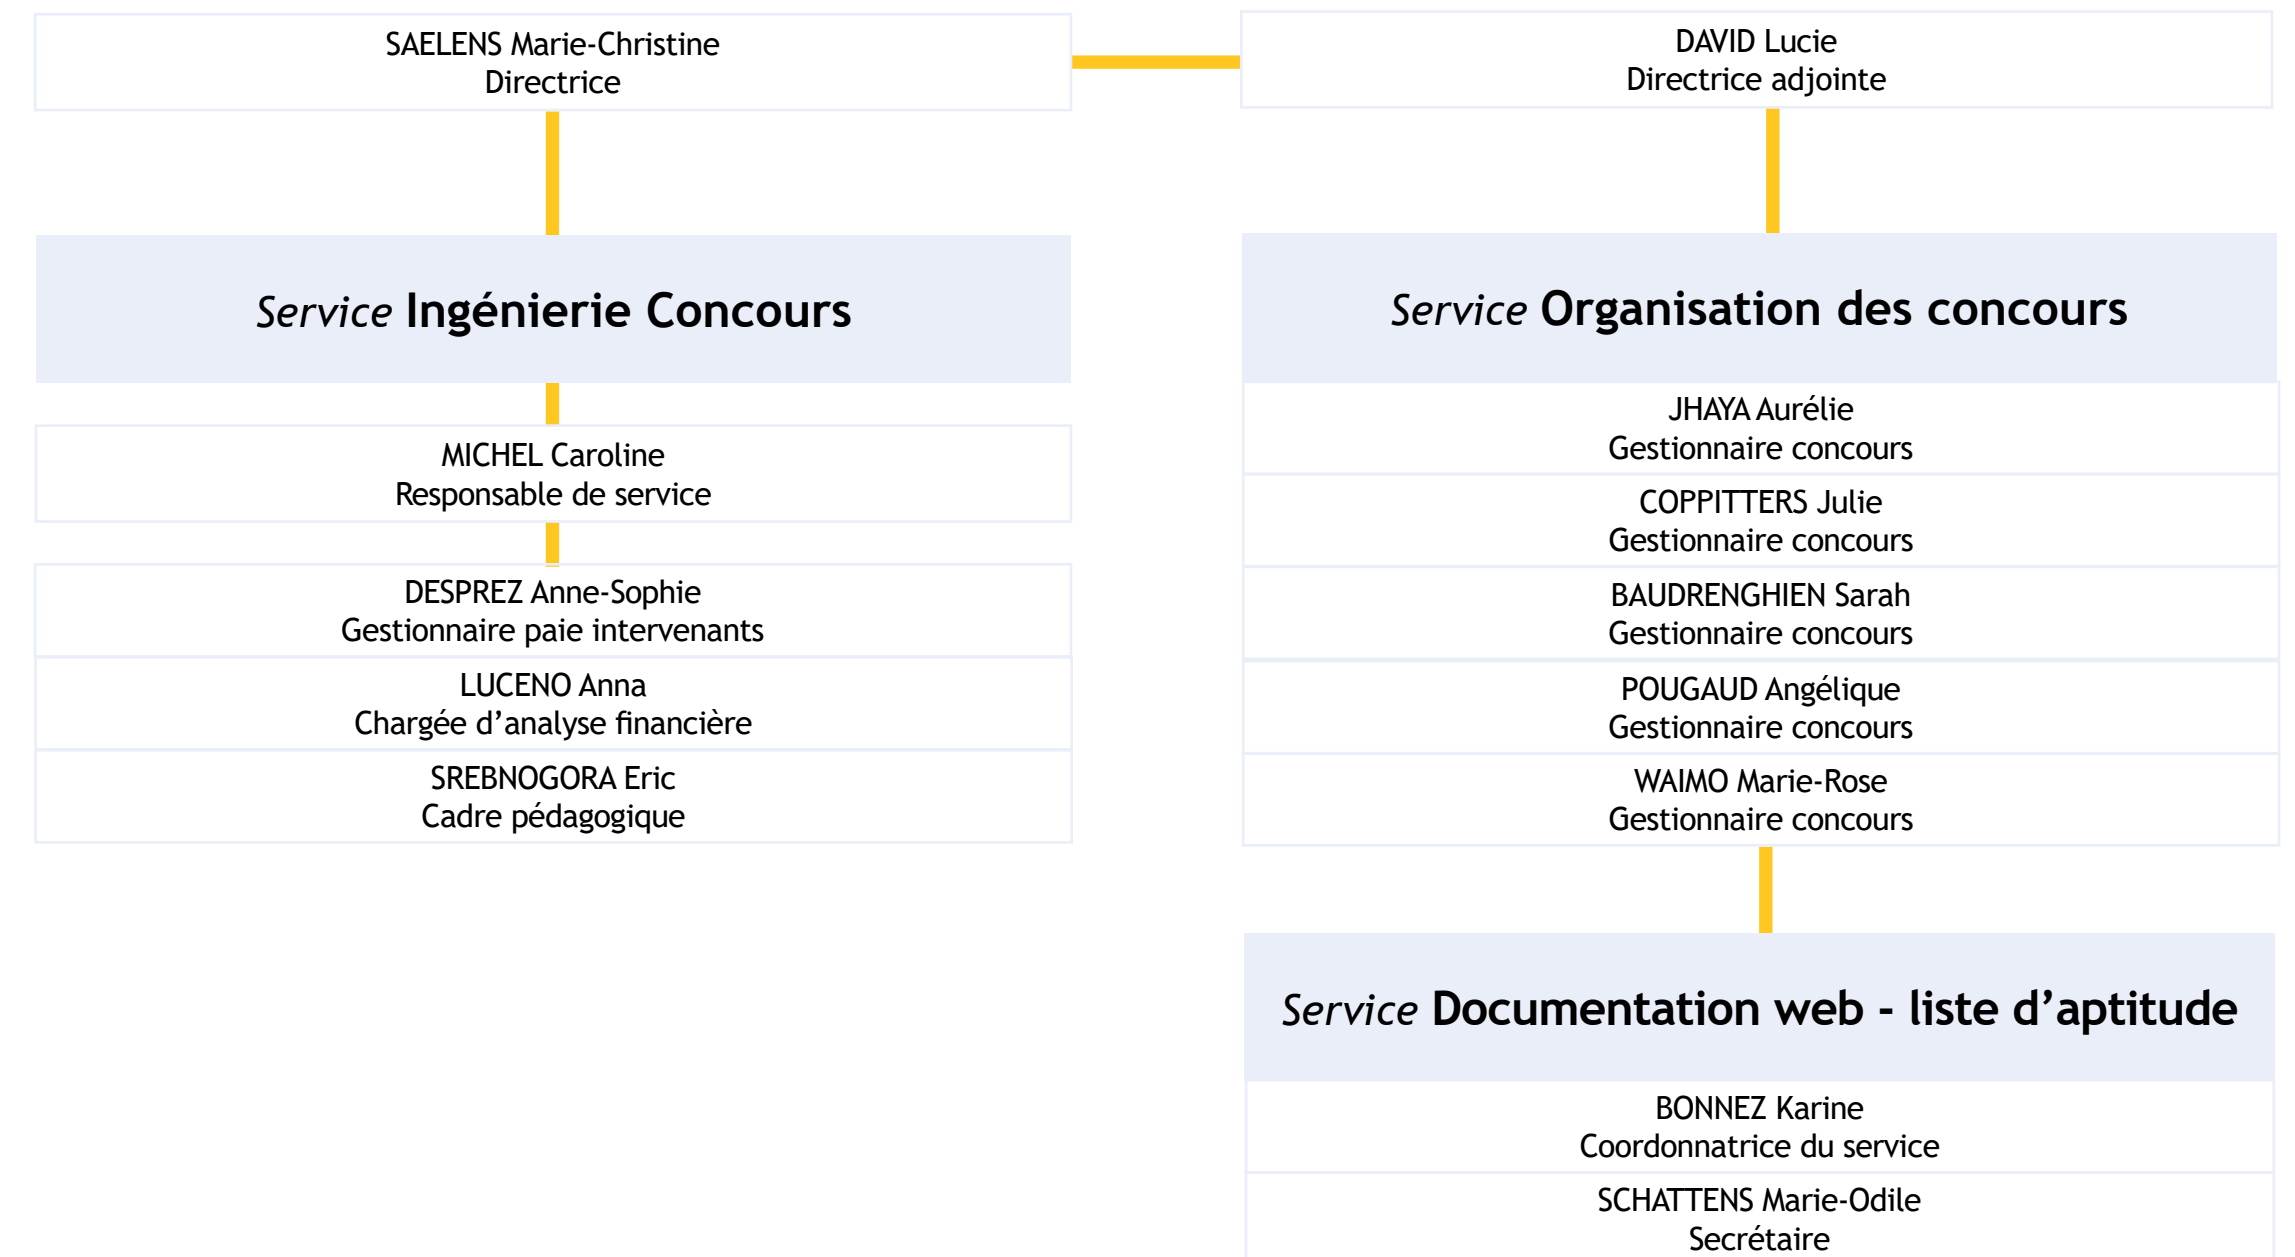 SAELENS Marie-Christine
Directrice
DAVID Lucie
Directrice adjointe
Service Ingénierie Concours
MICHEL Caroline
Responsable de service
DESPREZ Anne-Sophie
Gestionnaire paie intervenants
LUCENO Anna
Chargée d’analyse financière
SREBNOGORA Eric
Cadre pédagogique
Service Organisation des concours
JHAYA Aurélie
Gestionnaire concours
COPPITTERS Julie
Gestionnaire concours
BAUDRENGHIEN Sarah
Gestionnaire concours
POUGAUD Angélique
Gestionnaire concours
WAIMO Marie-Rose
Gestionnaire concours
Service Documentation web - liste d’aptitude
BONNEZ Karine
Coordonnatrice du service
SCHATTENS Marie-Odile
Secrétaire